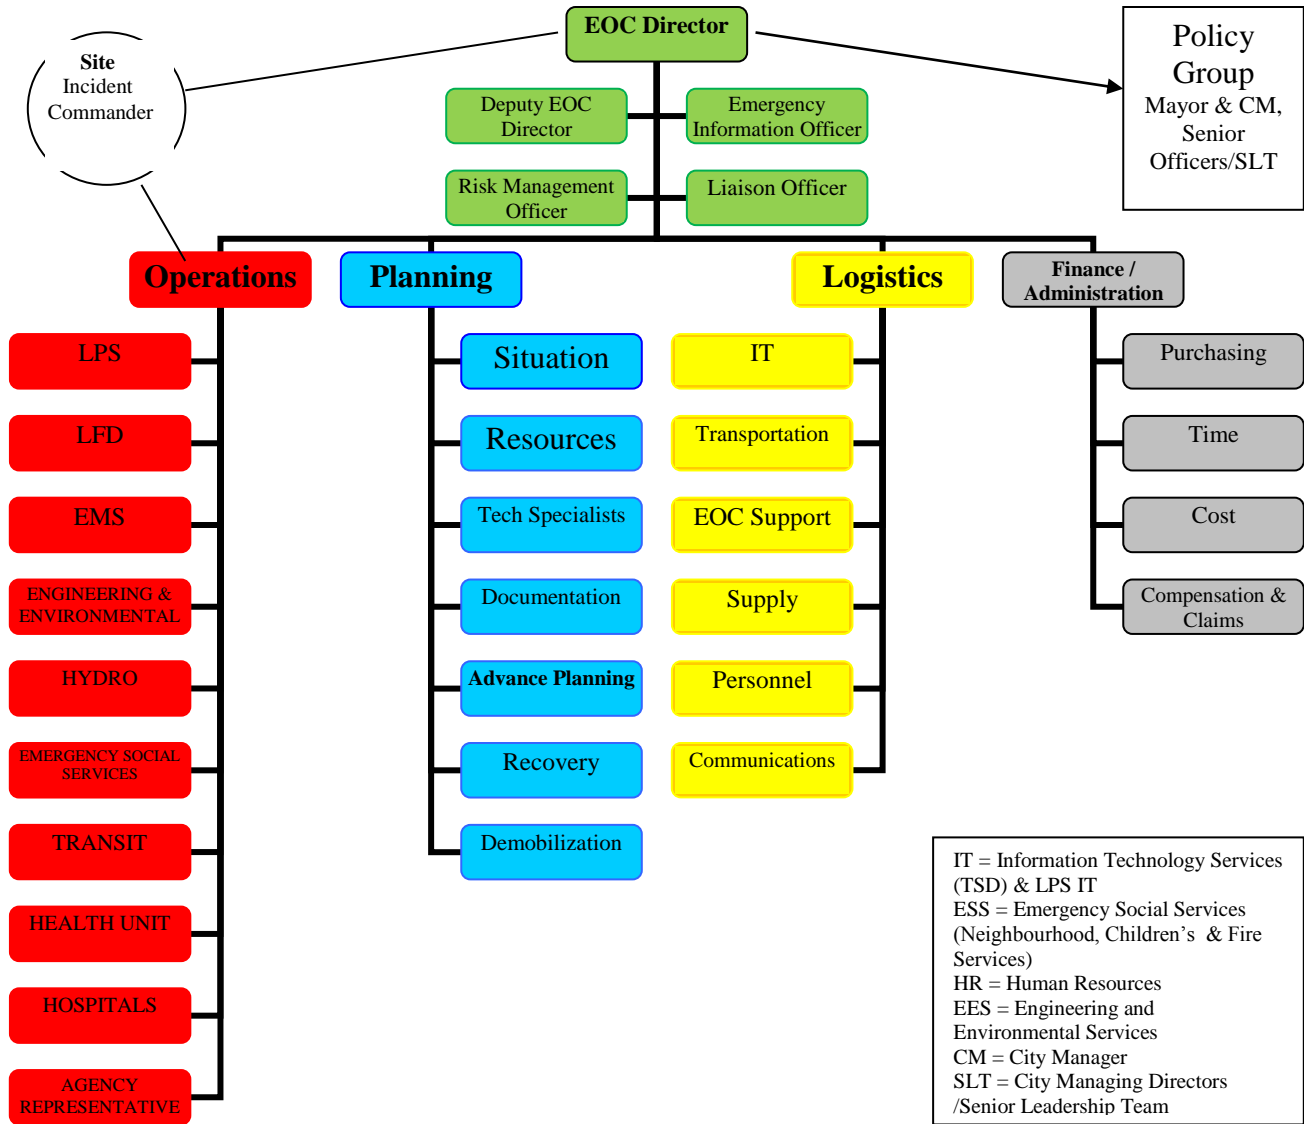 EOC Director
Site
Incident
Commander
Policy
Group
Mayor & CM,
Senior
Officers/SLT
Deputy EOC
Director
Emergency
Information Officer
Risk Management
Officer
Liaison Officer
Operations
Planning
Logistics
Finance /
Administration
LPS
LFD
EMS
ENGINEERING &
ENVIRONMENTAL
HYDRO
EMERGENCY SOCIAL
SERVICES
TRANSIT
HEALTH UNIT
HOSPITALS
AGENCY
REPRESENTATIVE
Situation
Resources
Tech Specialists
Documentation
Advance Planning
Recovery
Demobilization
IT
Transportation
EOC Support
Supply
Personnel
Communications
Purchasing
Time
Cost
Compensation &
Claims
IT = Information Technology Services
(TSD) & LPS IT
ESS = Emergency Social Services
(Neighbourhood, Children’s & Fire
Services)
HR = Human Resources
EES = Engineering and
Environmental Services
CM = City Manager
SLT = City Managing Directors
/Senior Leadership Team